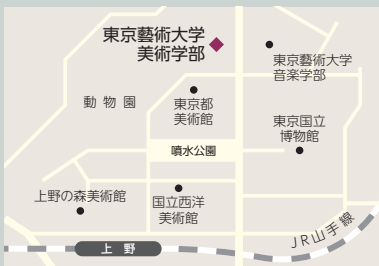 東京藝術大学
美術学部
東京藝術大学
音楽学部
動物園
東京都
美術館
東京国立
博物館
噴水公園
上野の森美術館
国立西洋
美術館
JR山手線
上野